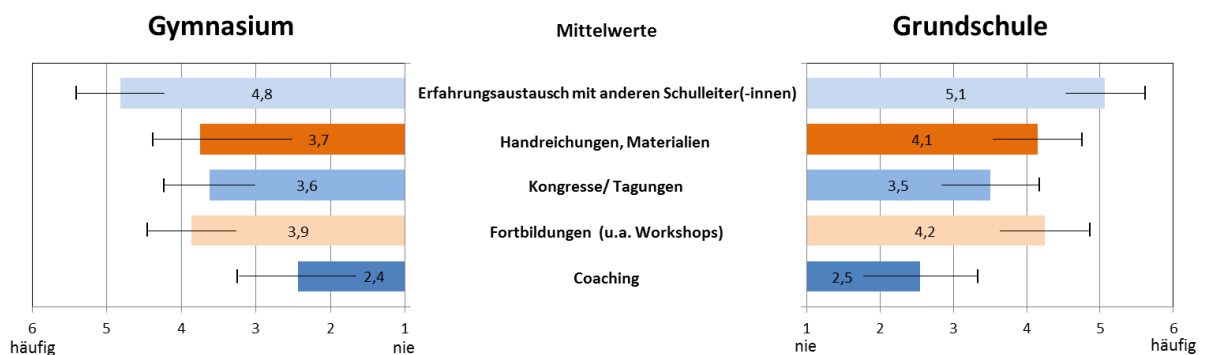 Gymnasium
Mittelwerte
Grundschule
4,8
Erfahrungsaustausch mit anderen Schulleiter(-innen)
5,1
3,7
Handreichungen, Materialien
4,1
3,6
Kongresse/ Tagungen
3,5
3,9
Fortbildungen (u.a. Workshops)
4,2
2,4
Coaching
2,5
6 5 4 3 2 1
häufig nie
1 2 3 4 5 6
nie häufig